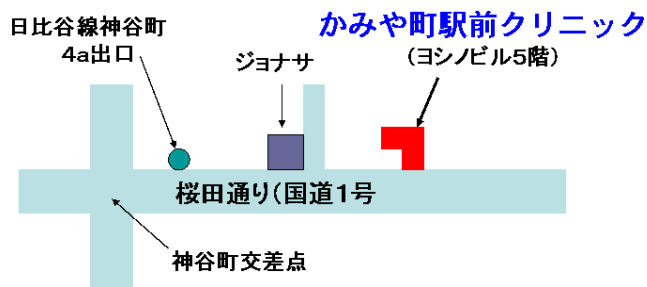 日比谷線神谷町
4a出口
ジョナサ
かみや町駅前クリニック
(ヨシノビル5階)
桜田通り(国道1号
神谷町交差点